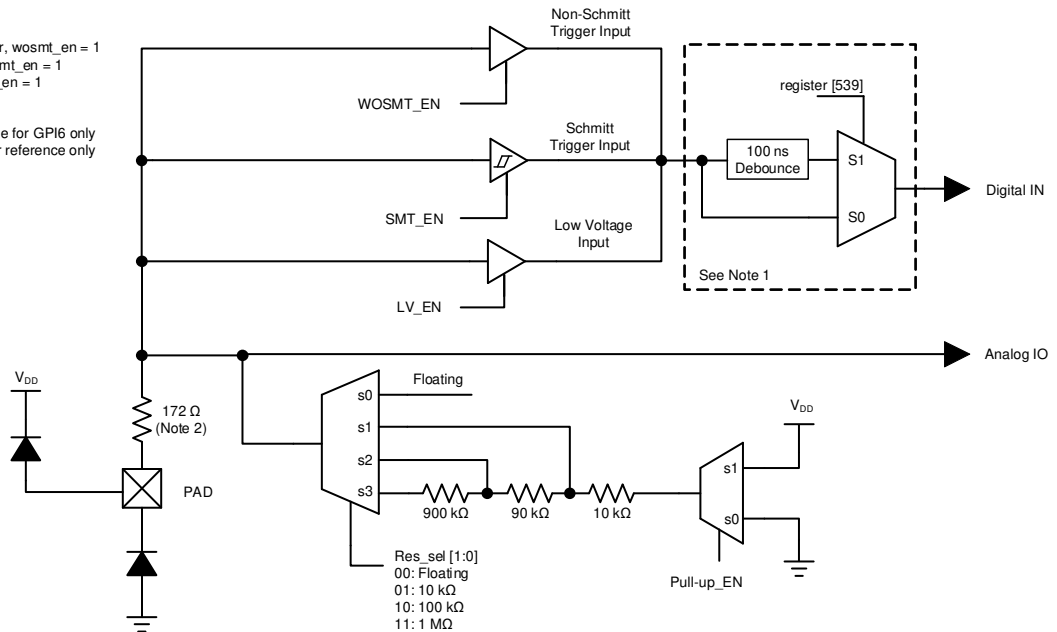 r, wosmt_en = 1
mt_en = 1
_en = 1
e for GPI6 only
r reference only
Non-Schmitt
Trigger Input
WOSMT_EN
Schmitt
Trigger Input
SMT_EN
Low Voltage
Input
LV_EN
register [539]
100 ns
Debounce
S1
S0
See Note 1
Digital IN
Analog IO
VDD
172 Ω
(Note 2)
PAD
Floating
s0
s1
s2
s3
900 kΩ
90 kΩ
10 kΩ
Res_sel [1:0]
00: Floating
01: 10 kΩ
10: 100 kΩ
11: 1 MΩ
VDD
s1
s0
Pull-up_EN